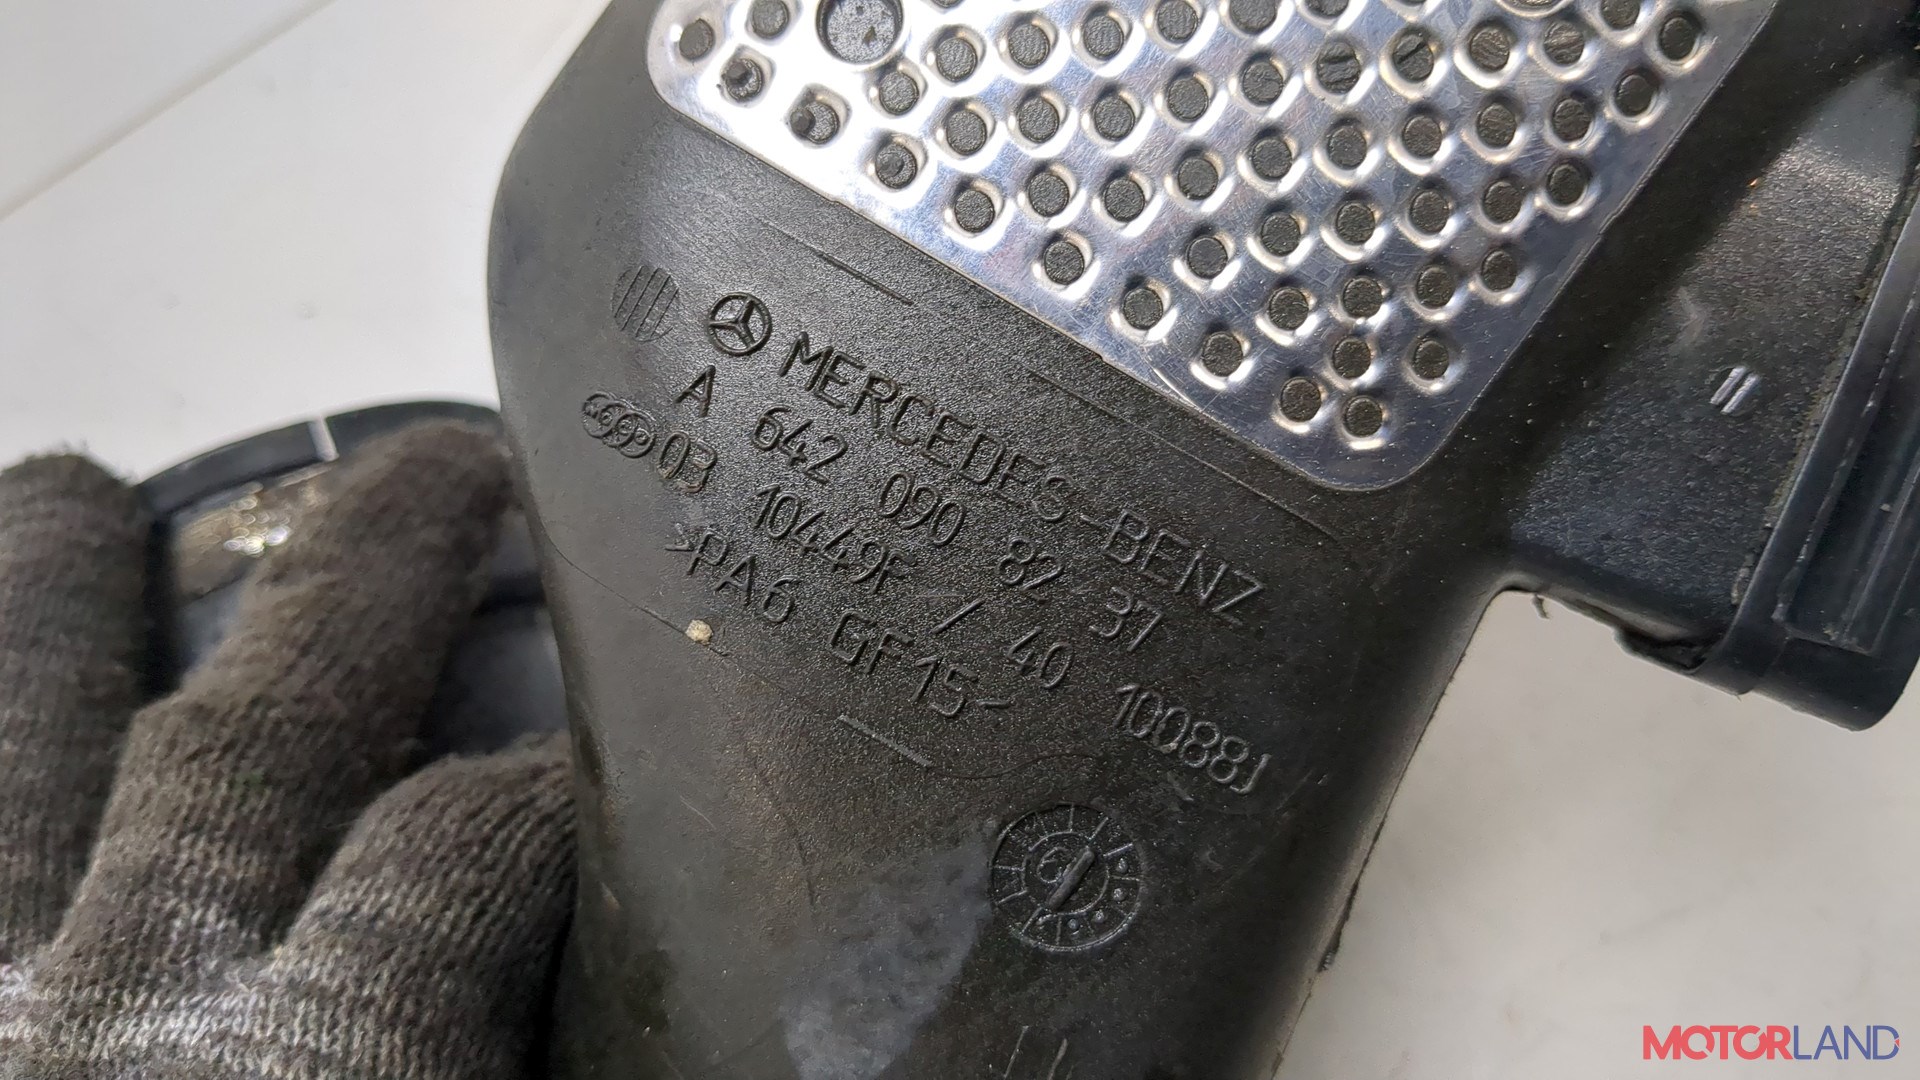 MERCEDES-BENZ
A 642 090 82 37
03 10449F / 40 10088J
>PA6 GF15<
MOTORLAND